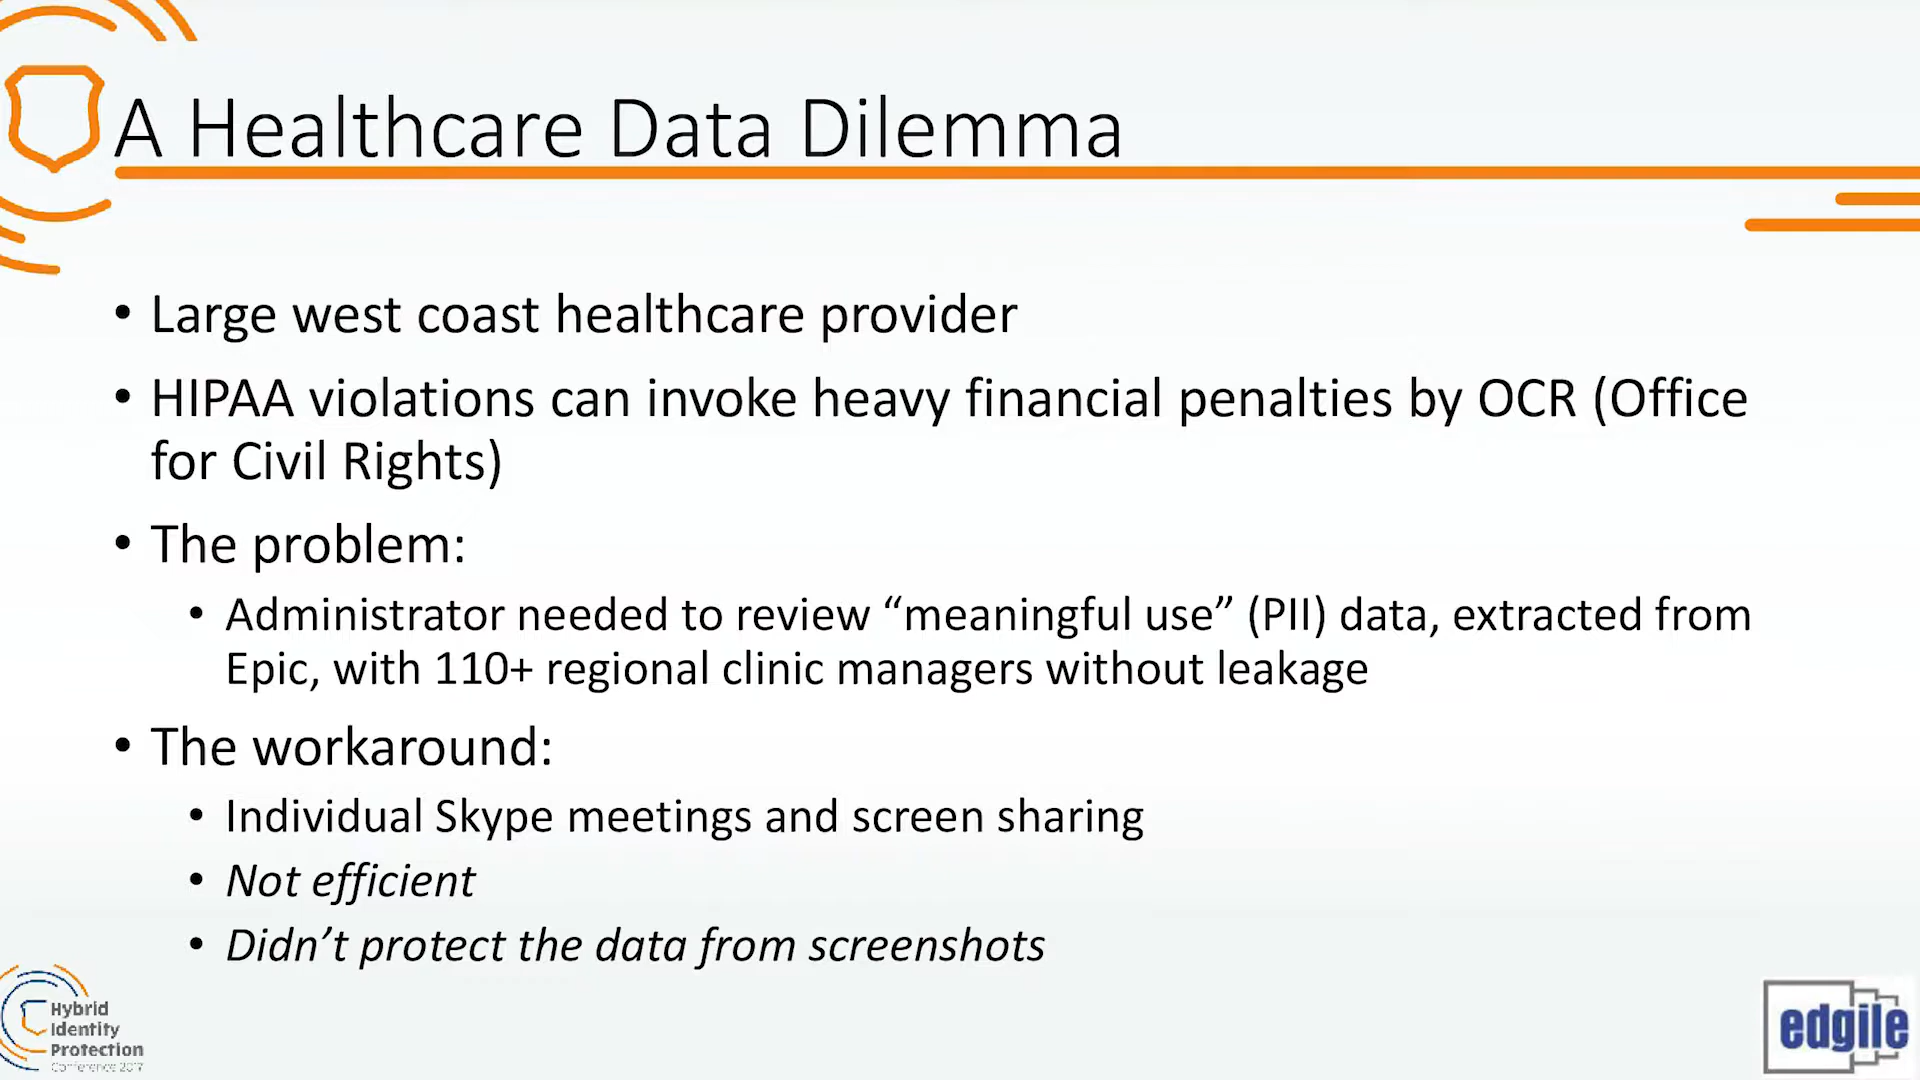 A Healthcare Data Dilemma
• Large west coast healthcare provider
• HIPAA violations can invoke heavy financial penalties by OCR (Office
for Civil Rights)
• The problem:
• Administrator needed to review “meaningful use” (PII) data, extracted from
Epic, with 110+ regional clinic managers without leakage
• The workaround:
• Individual Skype meetings and screen sharing
• Not efficient
• Didn’t protect the data from screenshots
Hybrid
Identity
Protection
Conference 2017
edgile